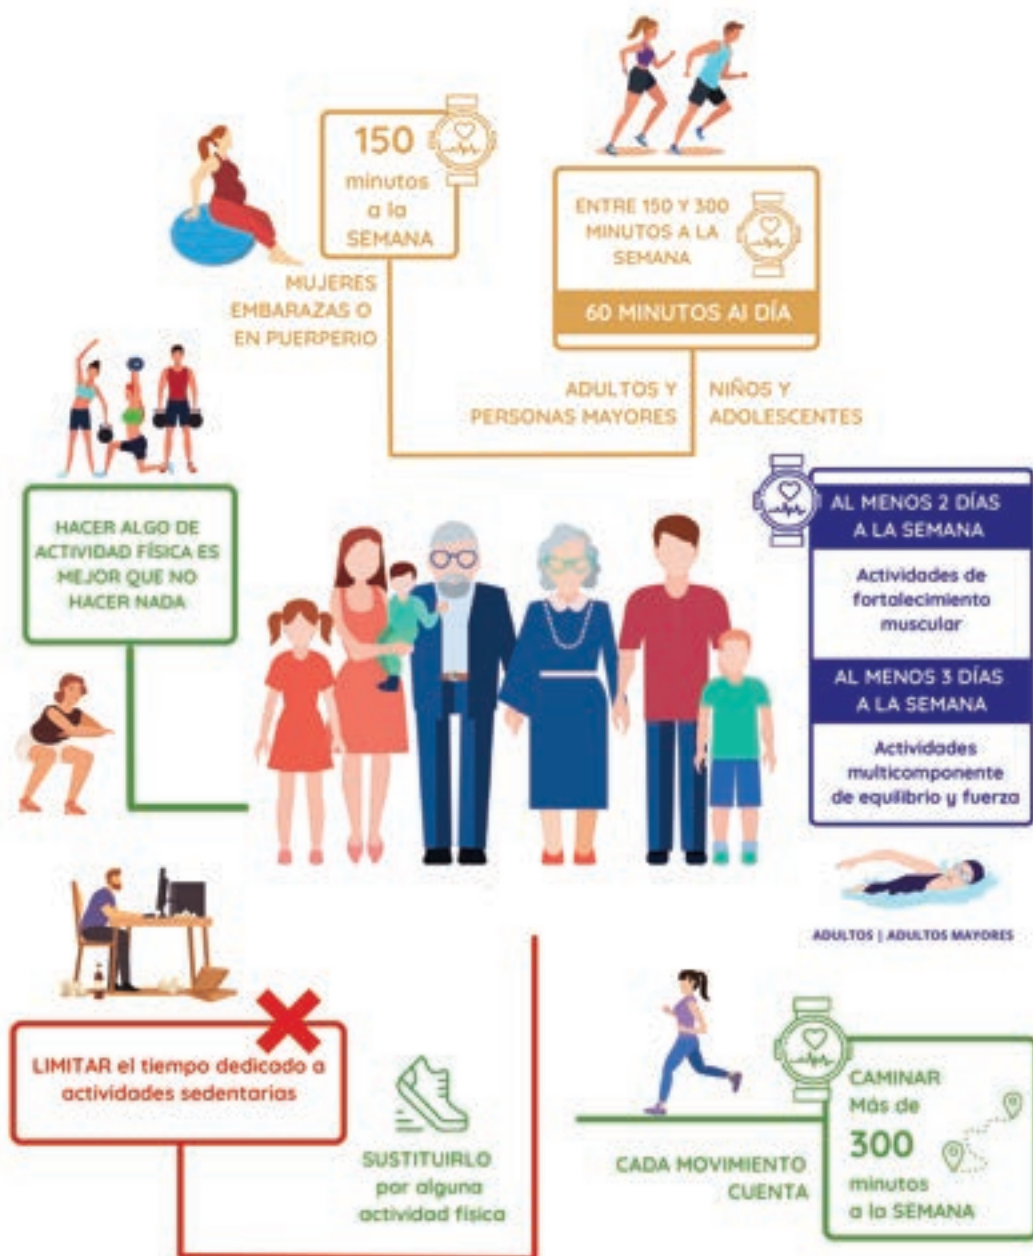 150
minutos
a la
SEMANA
MUJERES
EMBARAZAS O
EN PUERPERIO
ENTRE 150 Y 300
MINUTOS A LA
SEMANA
60 MINUTOS Al DÍA
ADULTOS Y
PERSONAS MAYORES
NIÑOS Y
ADOLESCENTES
HACER ALGO DE
ACTIVIDAD FÍSICA ES
MEJOR QUE NO
HACER NADA
AL MENOS 2 DÍAS
A LA SEMANA
Actividades de
fortalecimiento
muscular
AL MENOS 3 DÍAS
A LA SEMANA
Actividades
multicomponente
de equilibrio y fuerza
ADULTOS | ADULTOS MAYORES
LIMITAR el tiempo dedicado a
actividades sedentarias
SUSTITUIRLO
por alguna
actividad física
CADA MOVIMIENTO
CUENTA
CAMINAR
Más de
300
minutos
a la SEMANA